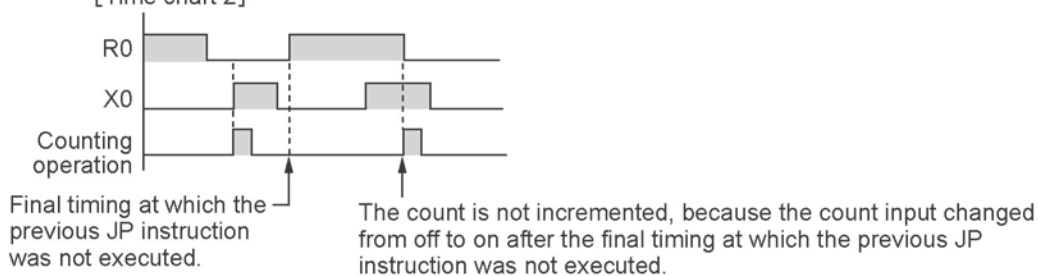 [Time chart 2]
R0
X0
Counting
operation
Final timing at which the
previous JP instruction
was not executed.
The count is not incremented, because the count input changed
from off to on after the final timing at which the previous JP
instruction was not executed.